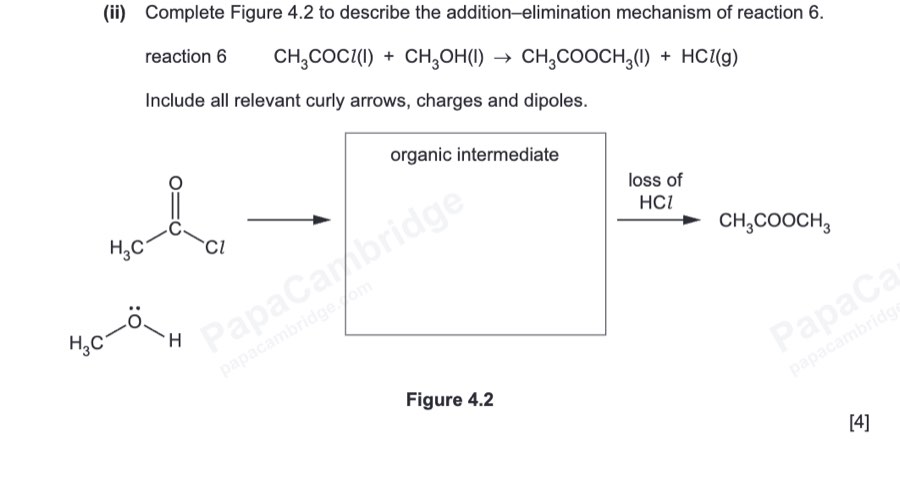 (ii) Complete Figure 4.2 to describe the addition–elimination mechanism of reaction 6.
reaction 6 CH₃COCl(l) + CH₃OH(l) → CH₃COOCH₃(l) + HCl(g)
Include all relevant curly arrows, charges and dipoles.
organic intermediate
loss of
HCl
O
C
H₃C
Cl
CH₃COOCH₃
Ö
H₃C
H
PapaCambridge
papacambridge.com
PapaCa
papacambridg
Figure 4.2
[4]